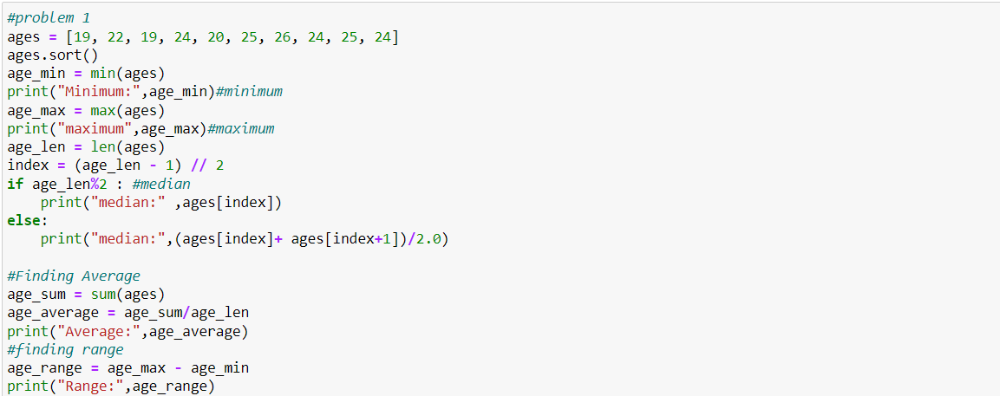 #problem 1
ages = [19, 22, 19, 24, 20, 25, 26, 24, 25, 24]
ages.sort()
age_min = min(ages)
print("Minimum:",age_min)#minimum
age_max = max(ages)
print("maximum",age_max)#maximum
age_len = len(ages)
index = (age_len - 1) // 2
if age_len%2 : #median
    print("median:" ,ages[index])
else:
    print("median:",(ages[index]+ ages[index+1])/2.0)

#Finding Average
age_sum = sum(ages)
age_average = age_sum/age_len
print("Average:",age_average)
#finding range
age_range = age_max - age_min
print("Range:",age_range)